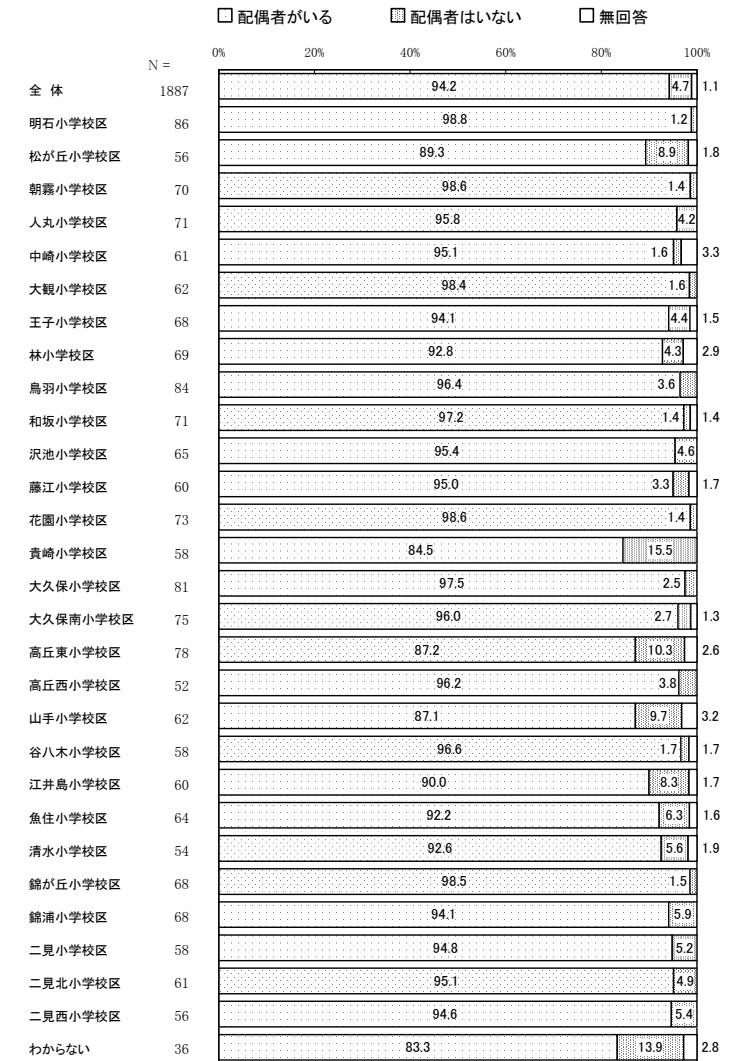 配偶者がいる 配偶者はいない 無回答
0% 20% 40% 60% 80% 100%
N =
全 体 1887 94.2 4.7 1.1
明石小学校区 86 98.8 1.2
松が丘小学校区 56 89.3 8.9 1.8
朝霧小学校区 70 98.6 1.4
人丸小学校区 71 95.8 4.2
中崎小学校区 61 95.1 1.6 3.3
大観小学校区 62 98.4 1.6
王子小学校区 68 94.1 4.4 1.5
林小学校区 69 92.8 4.3 2.9
鳥羽小学校区 84 96.4 3.6
和坂小学校区 71 97.2 1.4 1.4
沢池小学校区 65 95.4 4.6
藤江小学校区 60 95.0 3.3 1.7
花園小学校区 73 98.6 1.4
貴崎小学校区 58 84.5 15.5
大久保小学校区 81 97.5 2.5
大久保南小学校区 75 96.0 2.7 1.3
高丘東小学校区 78 87.2 10.3 2.6
高丘西小学校区 52 96.2 3.8
山手小学校区 62 87.1 9.7 3.2
谷八木小学校区 58 96.6 1.7 1.7
江井島小学校区 60 90.0 8.3 1.7
魚住小学校区 64 92.2 6.3 1.6
清水小学校区 54 92.6 5.6 1.9
錦が丘小学校区 68 98.5 1.5
錦浦小学校区 68 94.1 5.9
二見小学校区 58 94.8 5.2
二見北小学校区 61 95.1 4.9
二見西小学校区 56 94.6 5.4
わからない 36 83.3 13.9 2.8